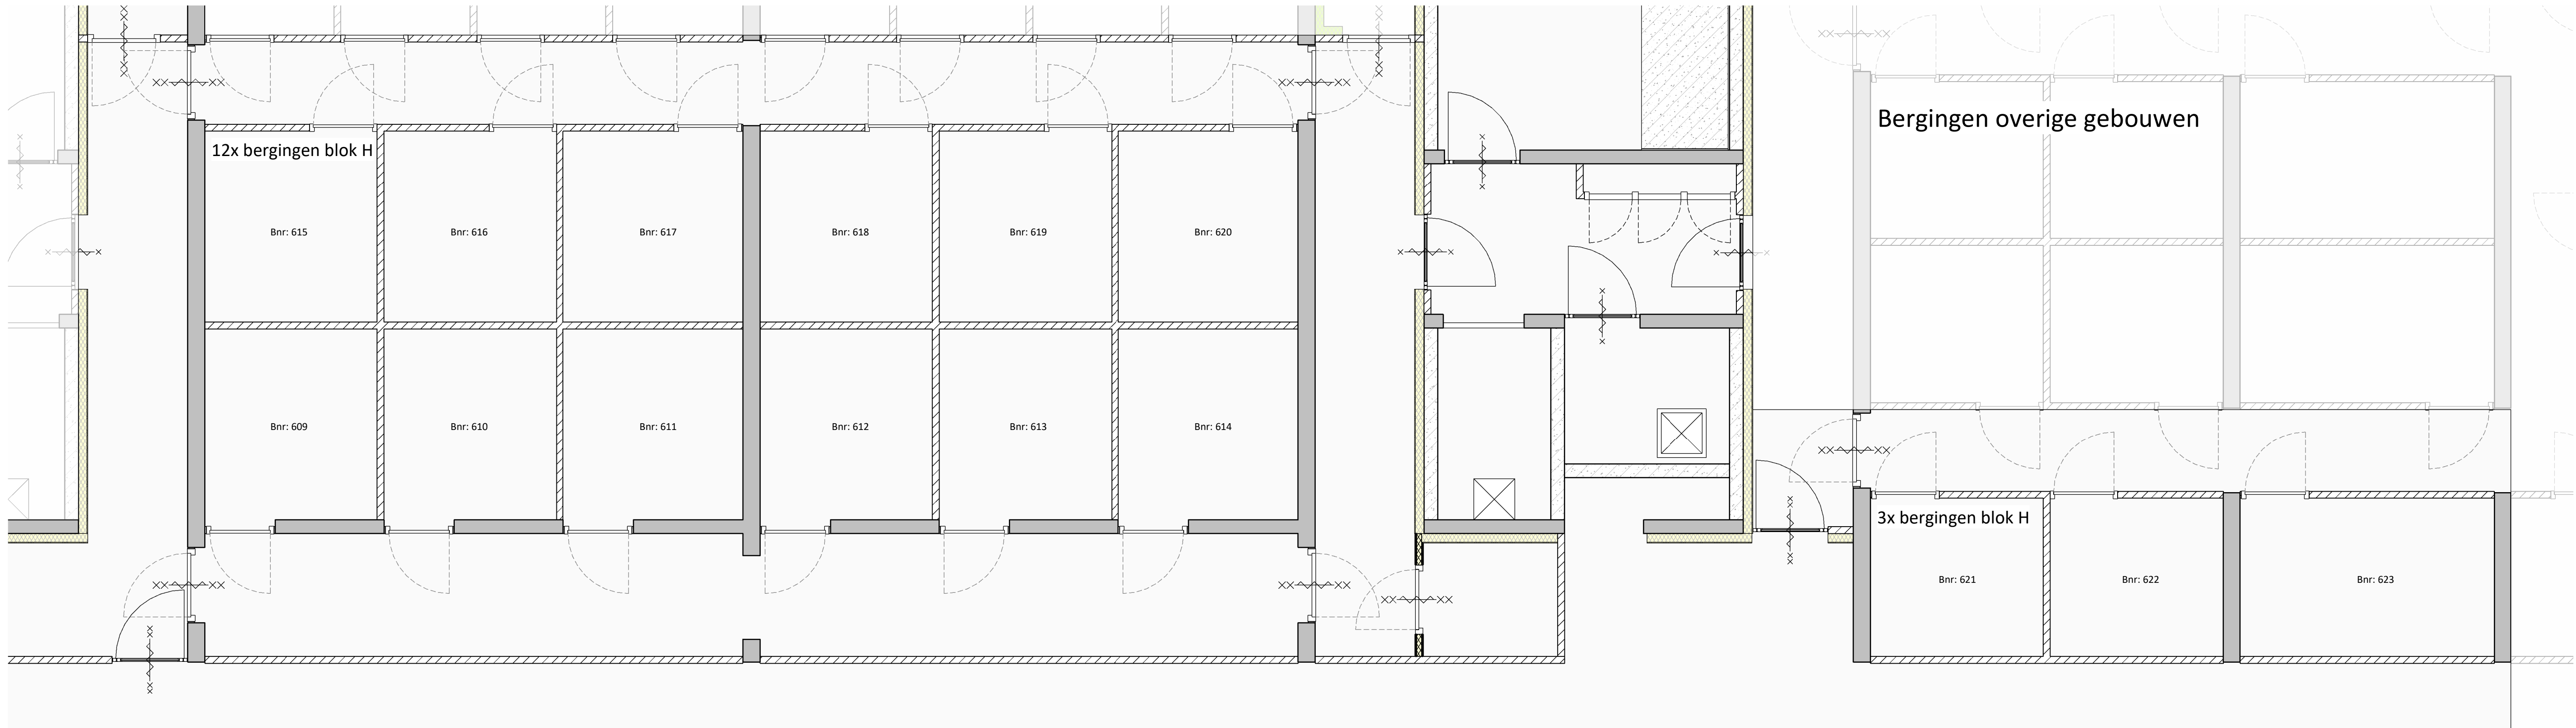 Bergingen overige gebouwen
12x bergingen blok H
Bnr: 615
Bnr: 616
Bnr: 617
Bnr: 618
Bnr: 619
Bnr: 620
Bnr: 609
Bnr: 610
Bnr: 611
Bnr: 612
Bnr: 613
Bnr: 614
3x bergingen blok H
Bnr: 621
Bnr: 622
Bnr: 623